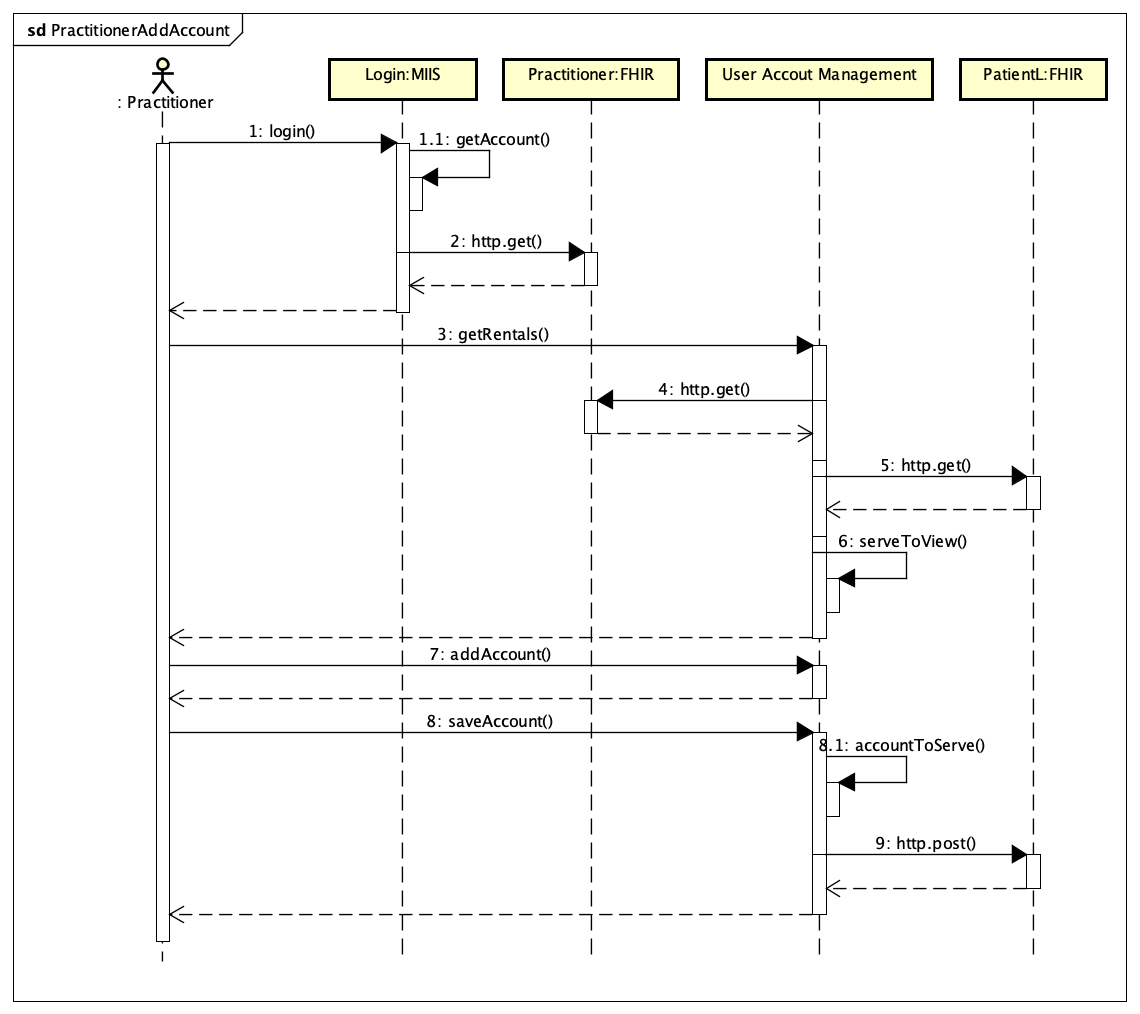 sd PractitionerAddAccount
: Practitioner
Login:MIIS
Practitioner:FHIR
User Accout Management
PatientL:FHIR
1: login()
1.1: getAccount()
2: http.get()
3: getRentals()
4: http.get()
5: http.get()
6: serveToView()
7: addAccount()
8: saveAccount()
8.1: accountToServe()
9: http.post()